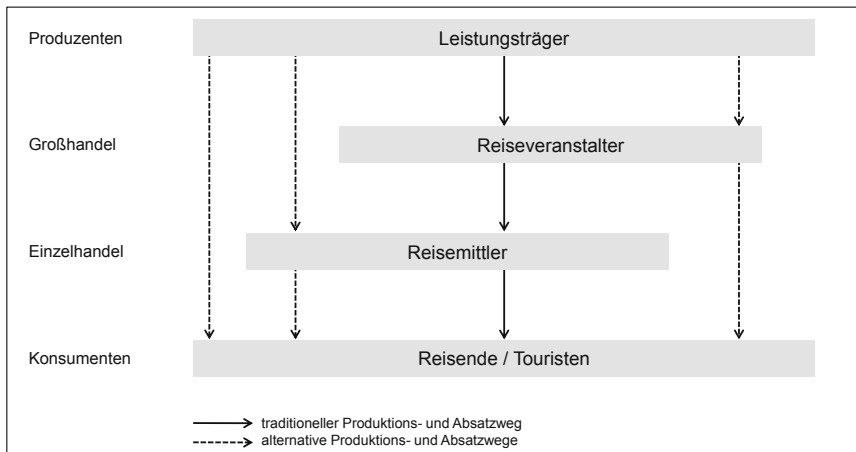 Produzenten
Leistungsträger
Großhandel
Reiseveranstalter
Einzelhandel
Reisemittler
Konsumenten
Reisende / Touristen
traditioneller Produktions- und Absatzweg
alternative Produktions- und Absatzwege